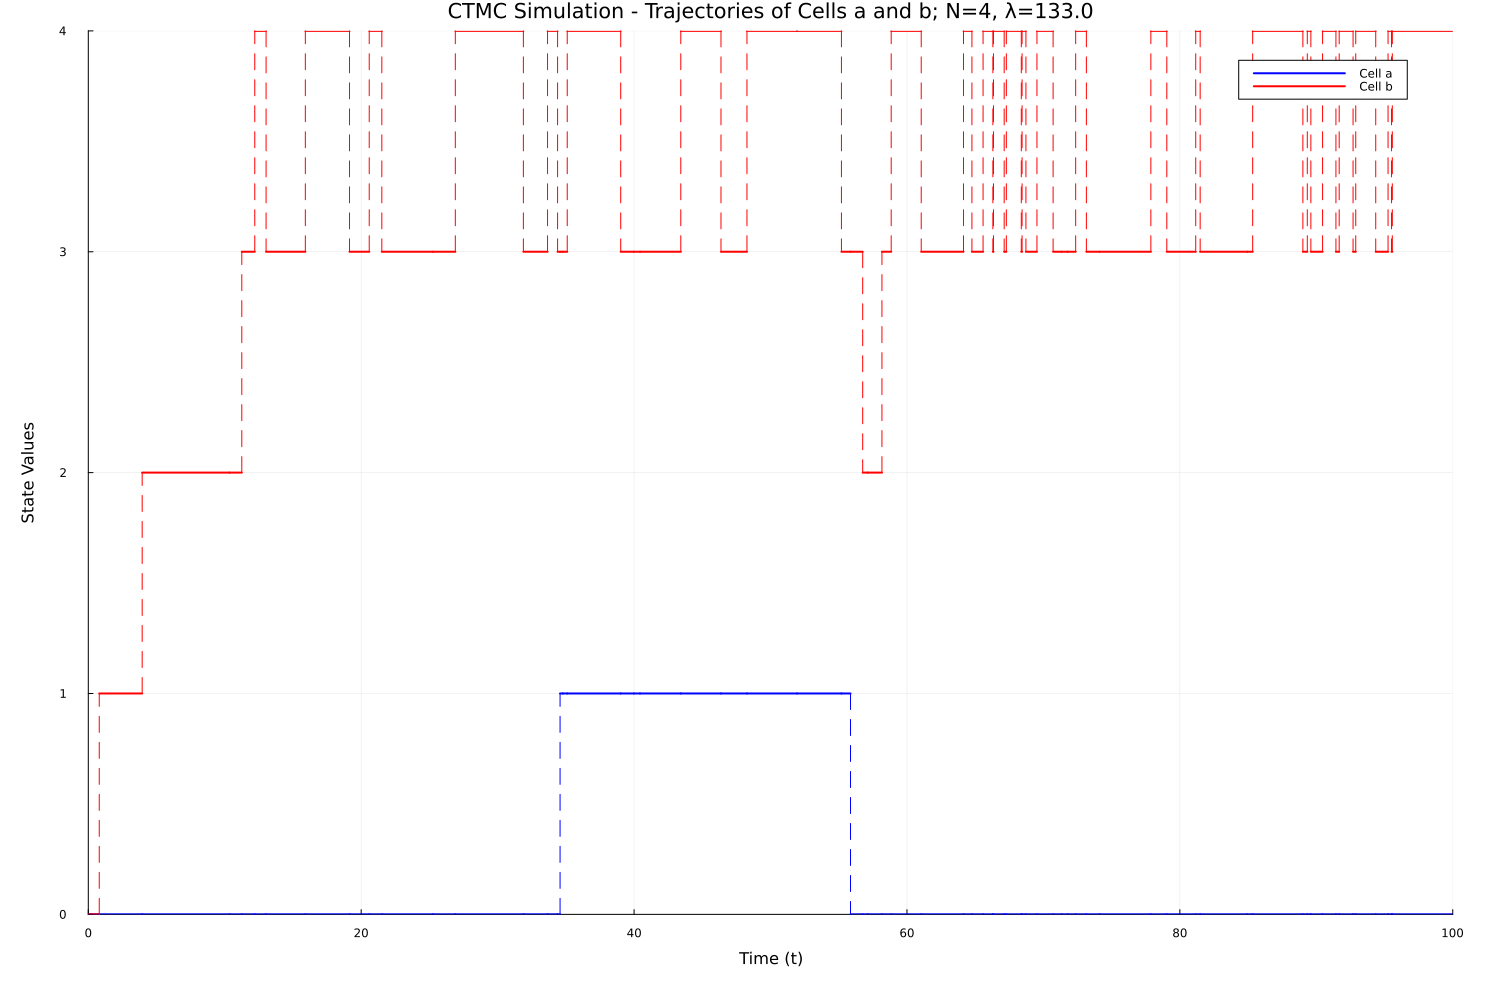 CTMC Simulation - Trajectories of Cells a and b; N=4, λ=133.0
4
Cell a
Cell b
3
State Values
2
1
0
0 20 40 60 80 100
Time (t)